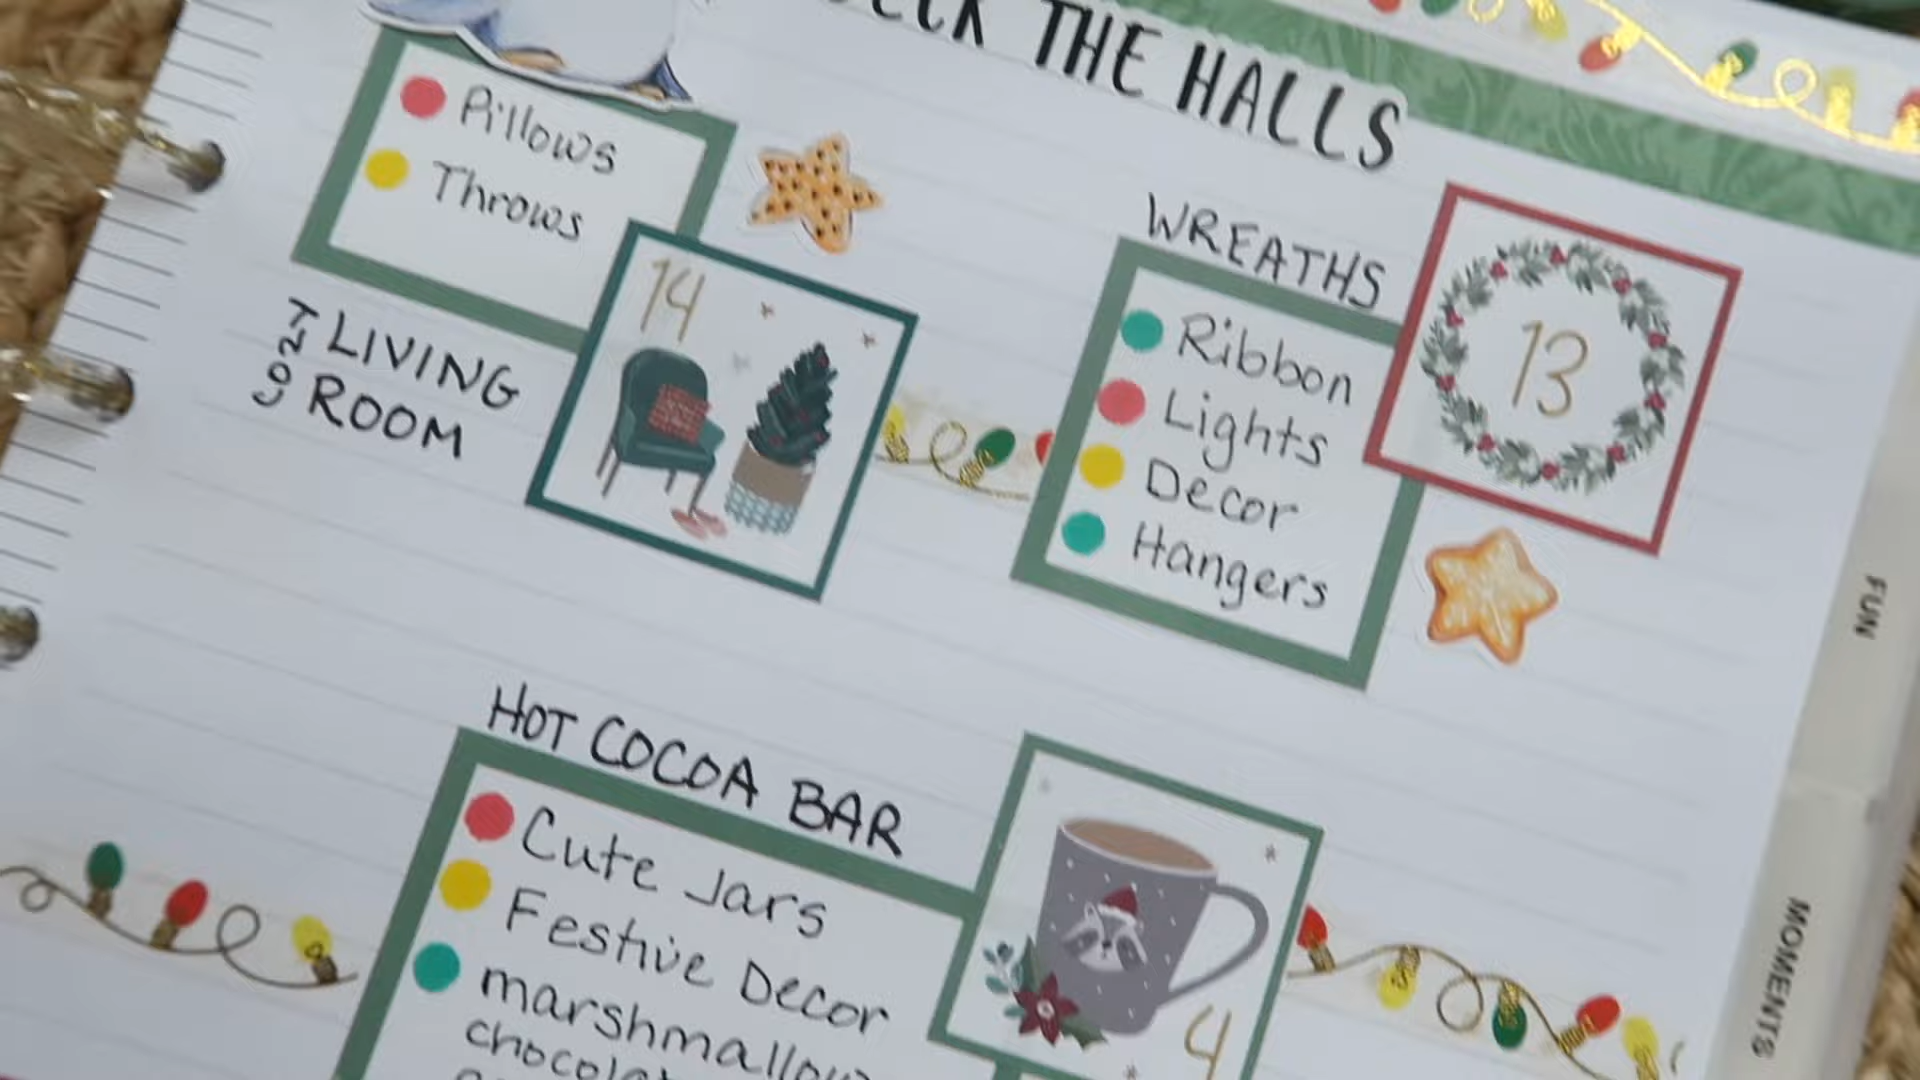 THE HALLS
Pillows
Throws
14
COZY
LIVING
ROOM
WREATHS
13
Ribbon
Lights
Decor
Hangers
HOT COCOA BAR
Cute Jars
Festive Decor
4
FUN
MOMENTS